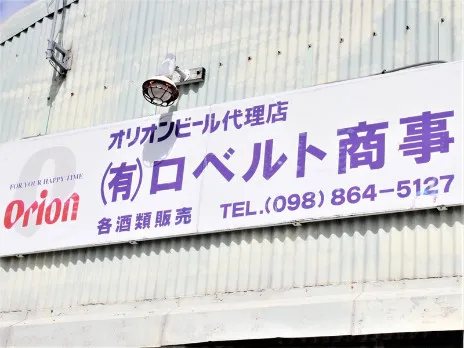 オリオンビール代理店
(有)ロベルト商事
FOR YOUR HAPPY TIME
Orion
各酒類販売 TEL.(098)864-5127